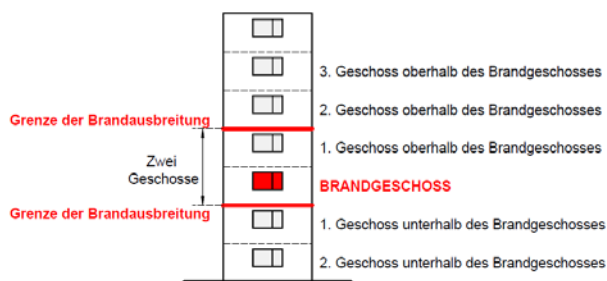 3. Geschoss oberhalb des Brandgeschosses
2. Geschoss oberhalb des Brandgeschosses
Grenze der Brandausbreitung
1. Geschoss oberhalb des Brandgeschosses
Zwei
Geschosse
BRANDGESCHOSS
Grenze der Brandausbreitung
1. Geschoss unterhalb des Brandgeschosses
2. Geschoss unterhalb des Brandgeschosses